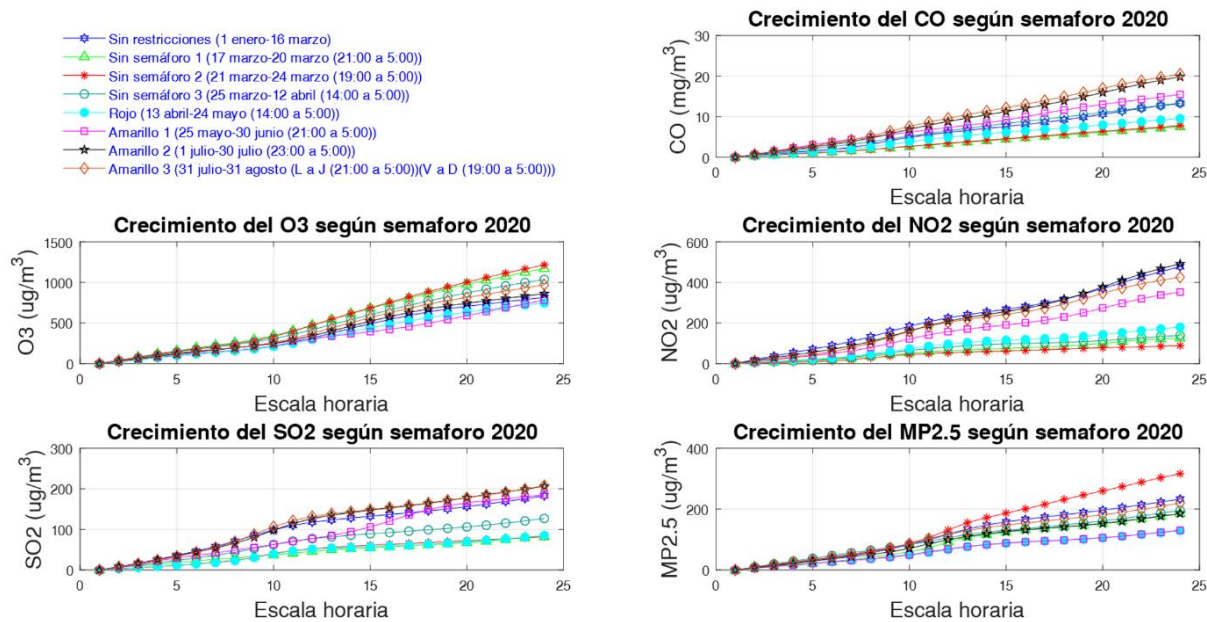 Sin restricciones (1 enero-16 marzo)
Sin semáforo 1 (17 marzo-20 marzo (21:00 a 5:00))
Sin semáforo 2 (21 marzo-24 marzo (19:00 a 5:00))
Sin semáforo 3 (25 marzo-12 abril (14:00 a 5:00))
Rojo (13 abril-24 mayo (14:00 a 5:00))
Amarillo 1 (25 mayo-30 junio (21:00 a 5:00))
Amarillo 2 (1 julio-30 julio (23:00 a 5:00))
Amarillo 3 (31 julio-31 agosto (L a J (21:00 a 5:00))(V a D (19:00 a 5:00)))
Crecimiento del CO según semaforo 2020
CO (mg/m³)
30
20
10
0
0 5 10 15 20 25
Escala horaria
Crecimiento del O3 según semaforo 2020
O3 (ug/m³)
1500
1000
500
0
0 5 10 15 20 25
Escala horaria
Crecimiento del NO2 según semaforo 2020
NO2 (ug/m³)
600
400
200
0
0 5 10 15 20 25
Escala horaria
Crecimiento del SO2 según semaforo 2020
SO2 (ug/m³)
300
200
100
0
0 5 10 15 20 25
Escala horaria
Crecimiento del MP2.5 según semaforo 2020
MP2.5 (ug/m³)
400
200
0
0 5 10 15 20 25
Escala horaria